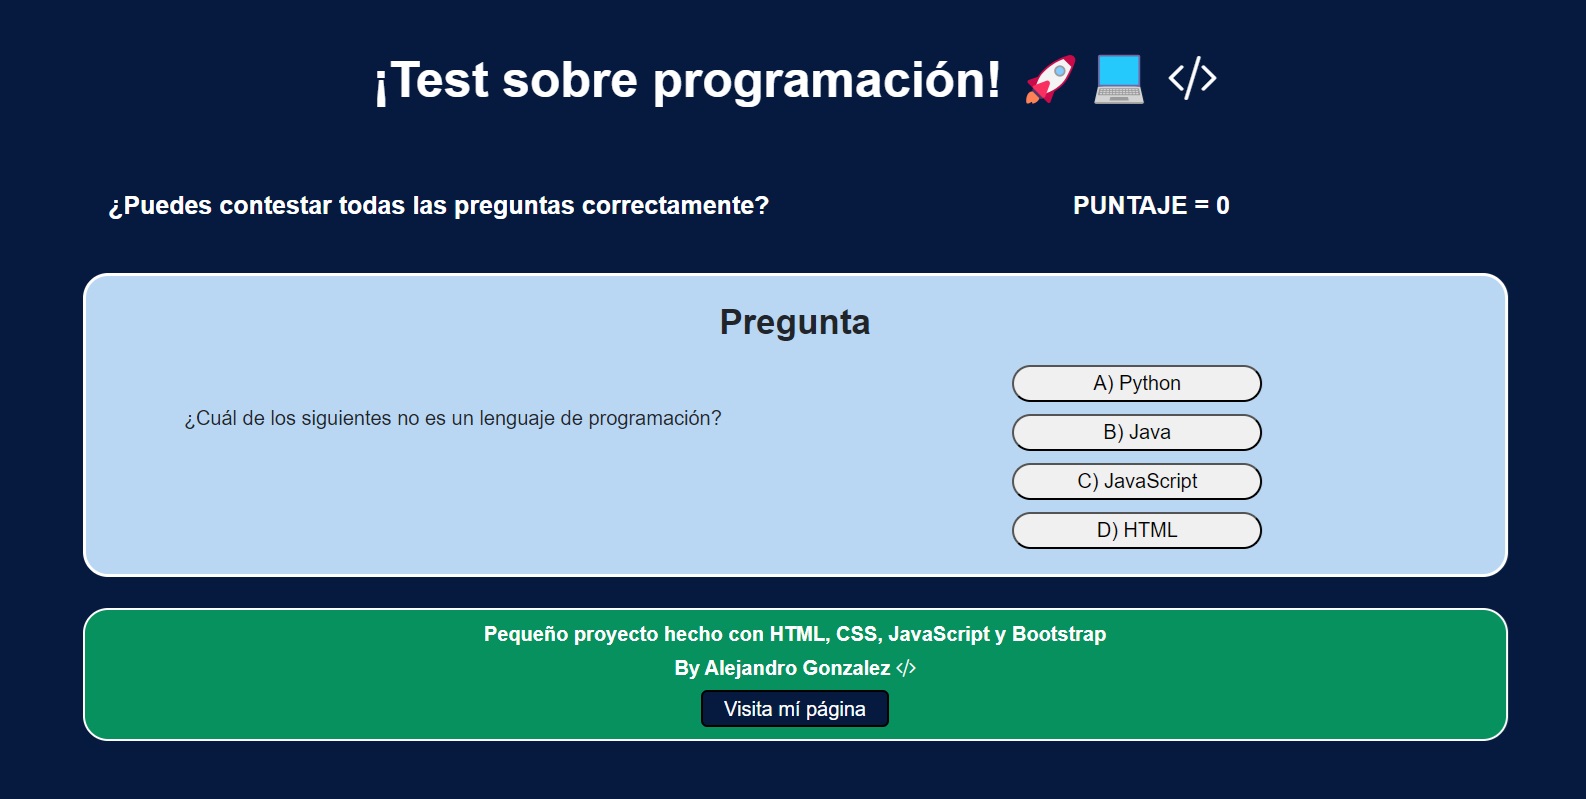 ¡Test sobre programación! 🚀 💻 </>
¿Puedes contestar todas las preguntas correctamente?
PUNTAJE = 0
Pregunta
¿Cuál de los siguientes no es un lenguaje de programación?
A) Python
B) Java
C) JavaScript
D) HTML
Pequeño proyecto hecho con HTML, CSS, JavaScript y Bootstrap
By Alejandro Gonzalez </>
Visita mí página